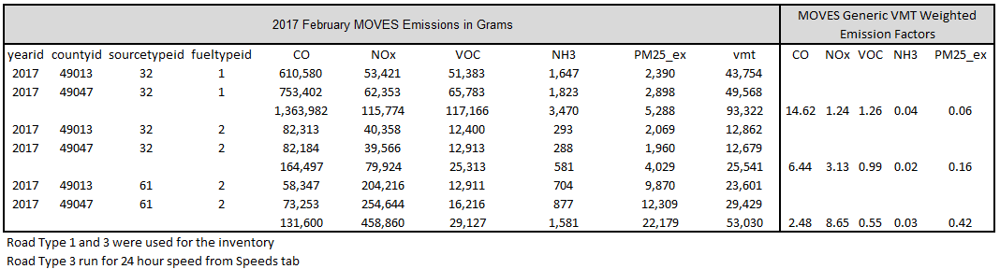 2017 February MOVES Emissions in Grams MOVES Generic VMT Weighted Emission Factors
yearid countyid sourcetypeid fueltypeid CO NOx VOC NH3 PM25_ex vmt CO NOx VOC NH3 PM25_ex
2017 49013 32 1 610,580 53,421 51,383 1,647 2,390 43,754
2017 49047 32 1 753,402 62,353 65,783 1,823 2,898 49,568
1,363,982 115,774 117,166 3,470 5,288 93,322 14.62 1.24 1.26 0.04 0.06
2017 49013 32 2 82,313 40,358 12,400 293 2,069 12,862
2017 49047 32 2 82,184 39,566 12,913 288 1,960 12,679
164,497 79,924 25,313 581 4,029 25,541 6.44 3.13 0.99 0.02 0.16
2017 49013 61 2 58,347 204,216 12,911 704 9,870 23,601
2017 49047 61 2 73,253 254,644 16,216 877 12,309 29,429
131,600 458,860 29,127 1,581 22,179 53,030 2.48 8.65 0.55 0.03 0.42
Road Type 1 and 3 were used for the inventory
Road Type 3 run for 24 hour speed from Speeds tab